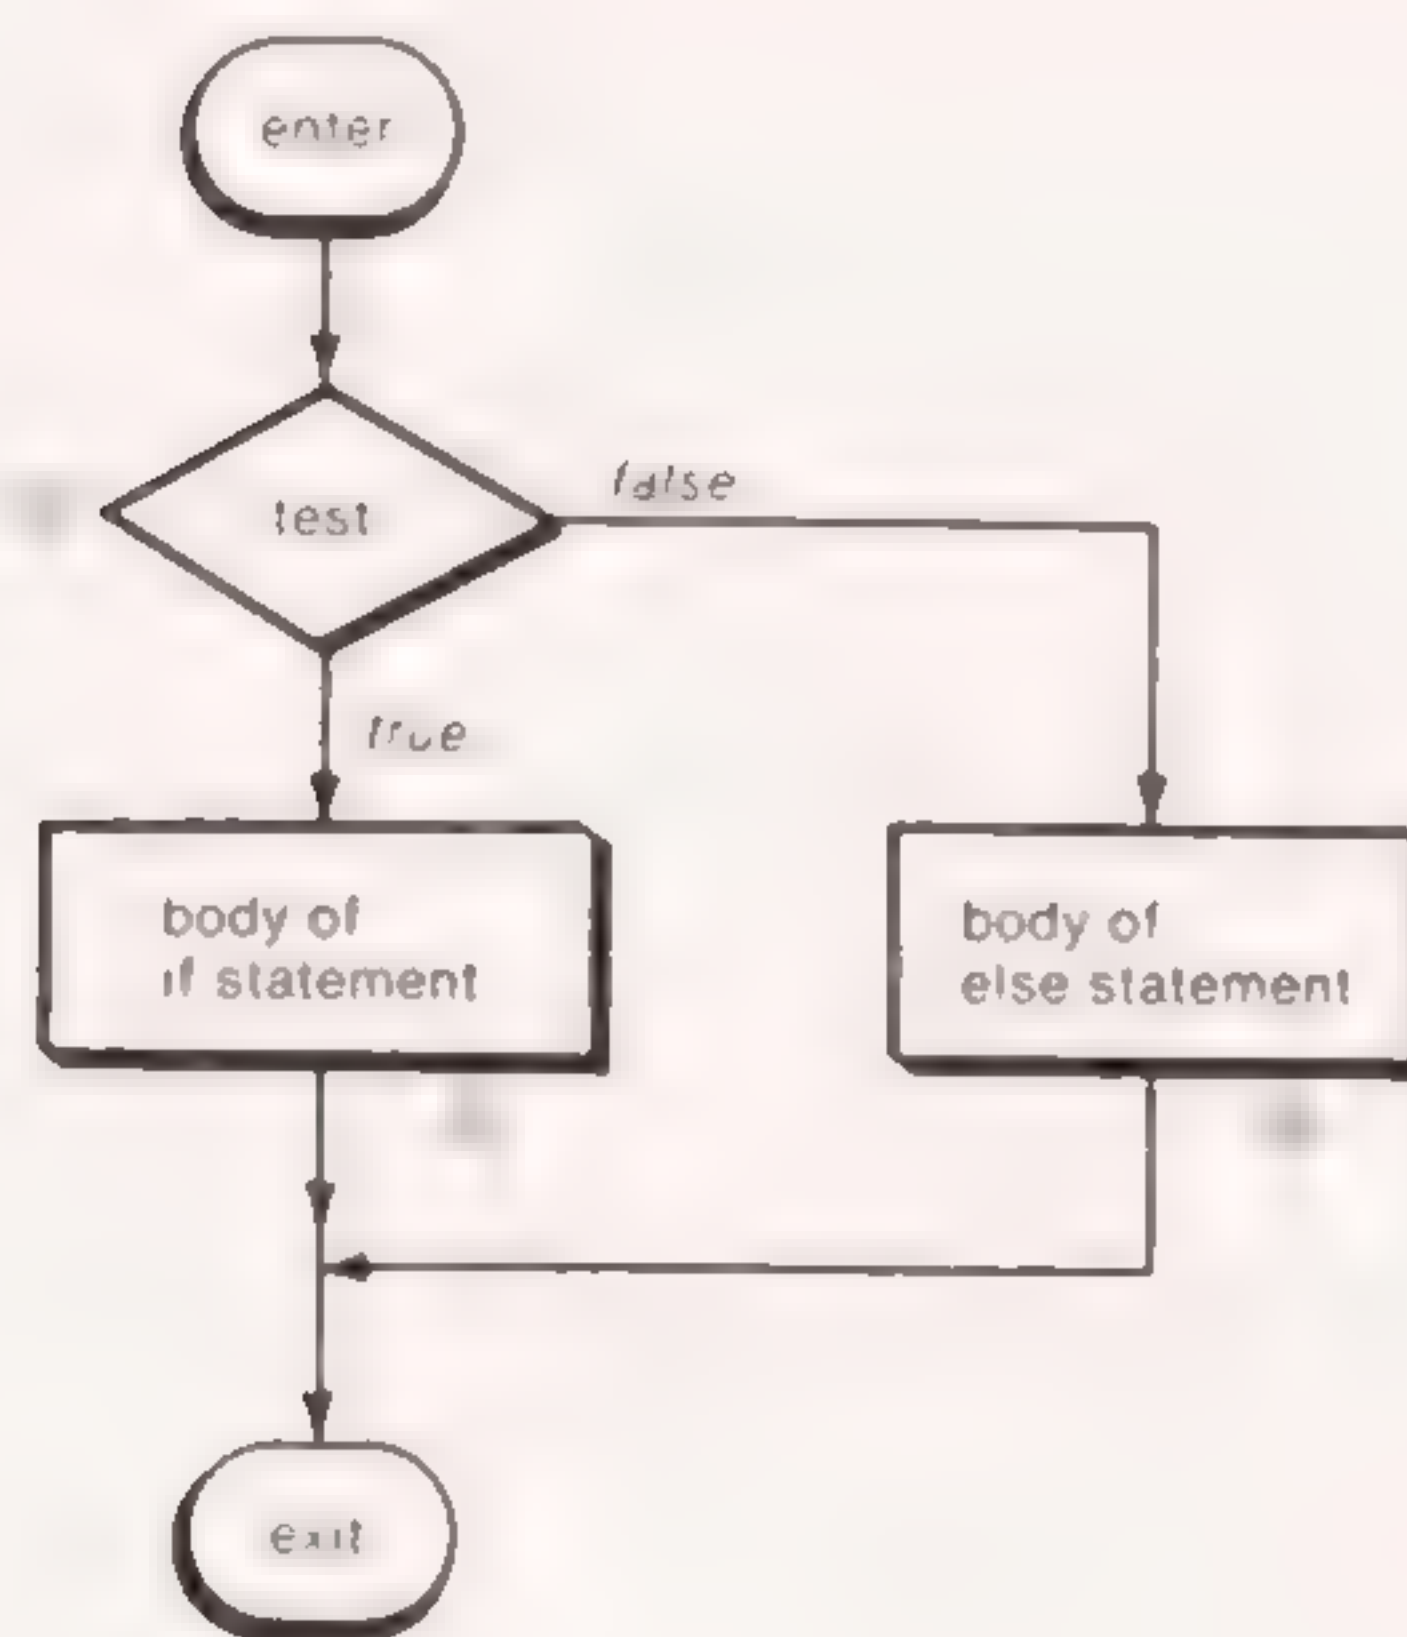 enter
test
false
true
body of
if statement
body of
else statement
exit